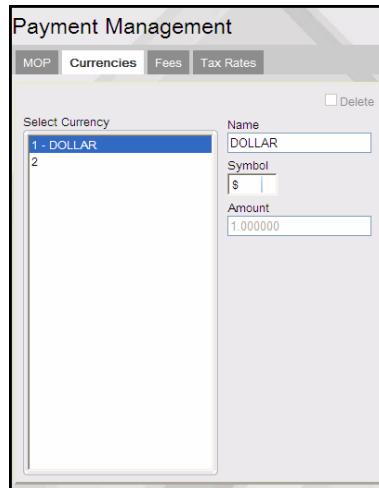 Payment Management
MOP Currencies Fees Tax Rates
Delete
Select Currency
1 - DOLLAR
2
Name
DOLLAR
Symbol
$
Amount
1.000000